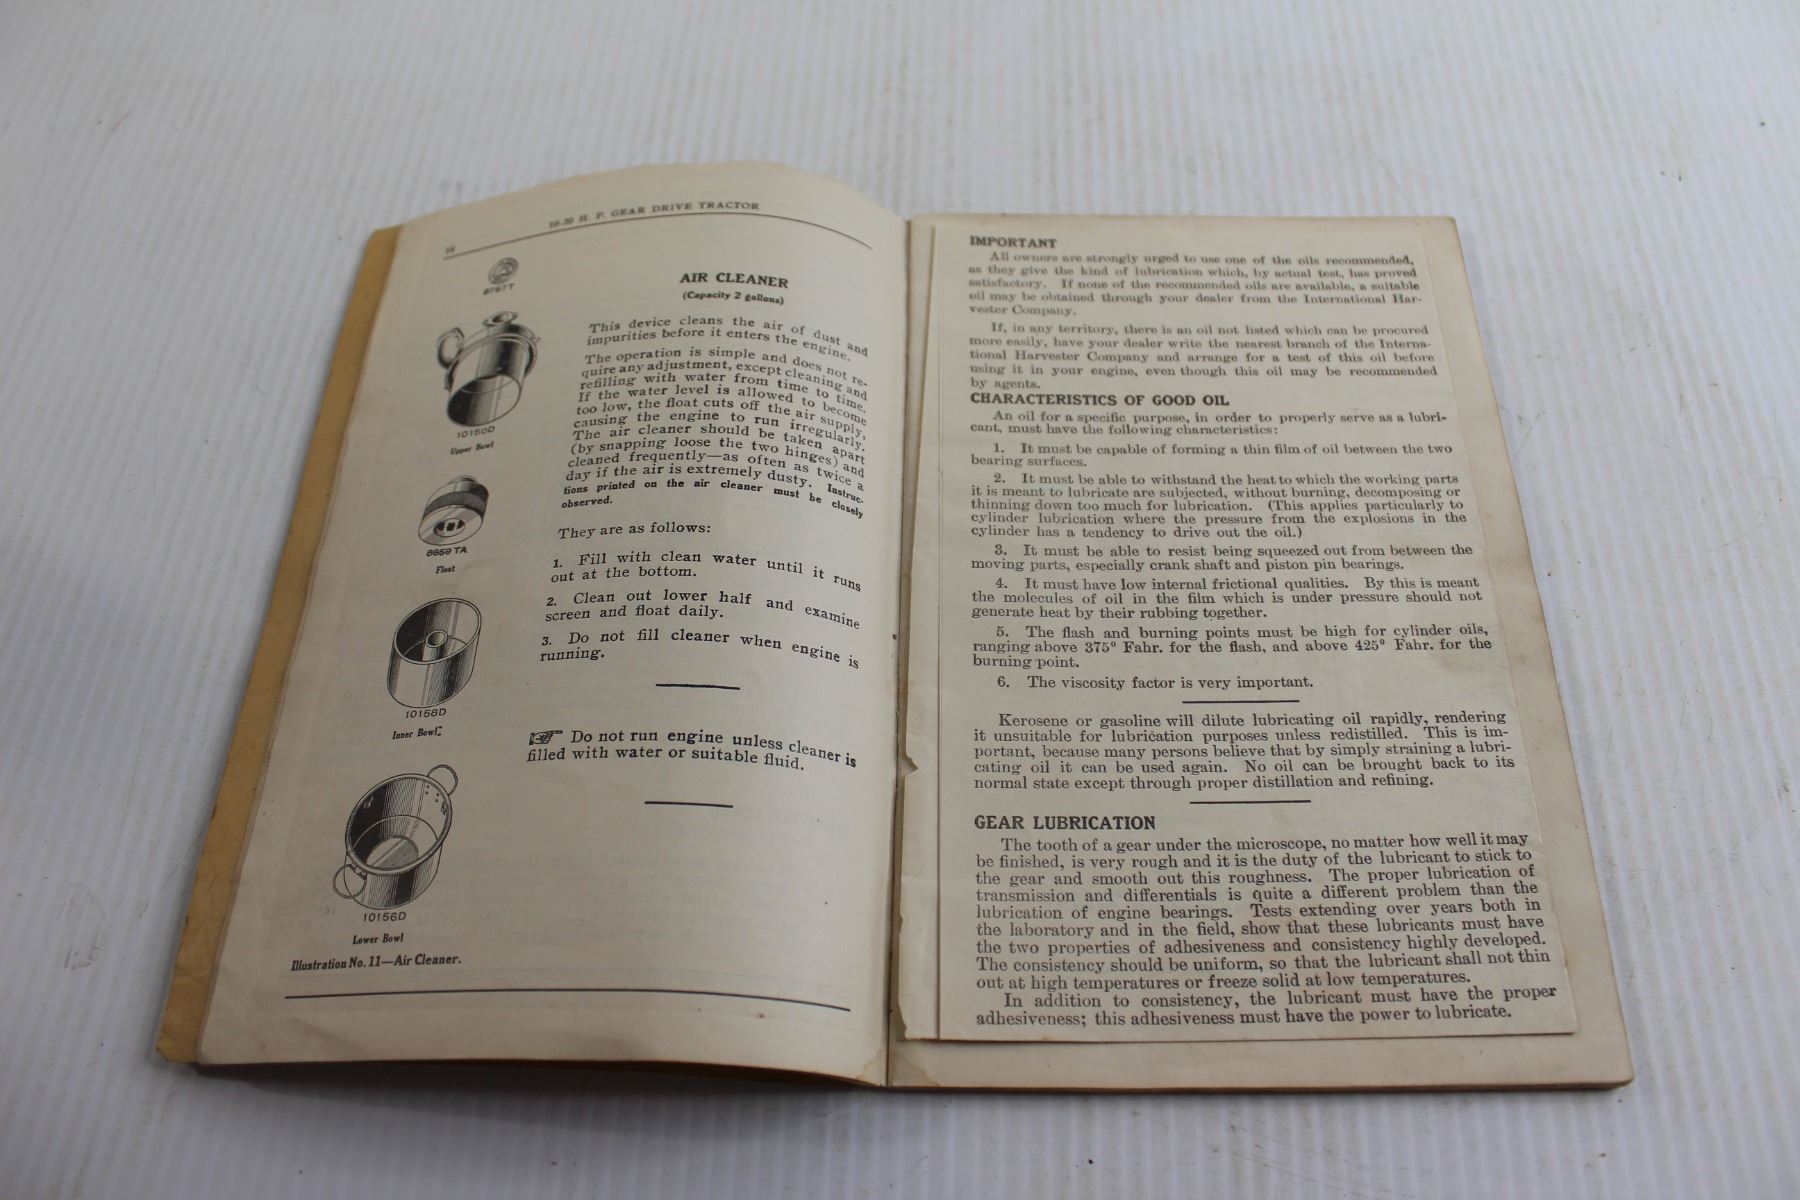 10-20 H. P. GEAR DRIVE TRACTOR
AIR CLEANER
(Capacity 2 gallons)
This device cleans the air of dust and
impurities before it enters the engine.
The operation is simple and does not re-
quire any adjustment, except cleaning and
refilling with water from time to time.
If the water level is allowed to become
too low, the float cuts off the air supply,
causing the engine to run irregularly.
The air cleaner should be taken apart
(by snapping loose the two hinges) and
cleaned frequently—as often as twice a
day if the air is extremely dusty. Instruc-
tions printed on the air cleaner must be closely
observed.
They are as follows:
1. Fill with clean water until it runs
out at the bottom.
2. Clean out lower half and examine
screen and float daily.
3. Do not fill cleaner when engine is
running.
Do not run engine unless cleaner is
filled with water or suitable fluid.
10150D
Upper Bowl
8659 TA
Float
10158D
Inner Bowl
10156D
Lower Bowl
Illustration No. 11—Air Cleaner.
IMPORTANT
All owners are strongly urged to use one of the oils recommended,
as they give the kind of lubrication which, by actual test, has proved
satisfactory. If none of the recommended oils are available, a suitable
oil may be obtained through your dealer from the International Har-
vester Company.
If, in any territory, there is an oil not listed which can be procured
more easily, have your dealer write the nearest branch of the Interna-
tional Harvester Company and arrange for a test of this oil before
using it in your engine, even though this oil may be recommended
by agents.
CHARACTERISTICS OF GOOD OIL
An oil for a specific purpose, in order to properly serve as a lubri-
cant, must have the following characteristics:
1. It must be capable of forming a thin film of oil between the two
bearing surfaces.
2. It must be able to withstand the heat to which the working parts
it is meant to lubricate are subjected, without burning, decomposing or
thinning down too much for lubrication. (This applies particularly to
cylinder lubrication where the pressure from the explosions in the
cylinder has a tendency to drive out the oil.)
3. It must be able to resist being squeezed out from between the
moving parts, especially crank shaft and piston pin bearings.
4. It must have low internal frictional qualities. By this is meant
the molecules of oil in the film which is under pressure should not
generate heat by their rubbing together.
5. The flash and burning points must be high for cylinder oils,
ranging above 375° Fahr. for the flash, and above 425° Fahr. for the
burning point.
6. The viscosity factor is very important.
Kerosene or gasoline will dilute lubricating oil rapidly, rendering
it unsuitable for lubrication purposes unless redistilled. This is im-
portant, because many persons believe that by simply straining a lubri-
cating oil it can be used again. No oil can be brought back to its
normal state except through proper distillation and refining.
GEAR LUBRICATION
The tooth of a gear under the microscope, no matter how well it may
be finished, is very rough and it is the duty of the lubricant to stick to
the gear and smooth out this roughness. The proper lubrication of
transmission and differentials is quite a different problem than the
lubrication of engine bearings. Tests extending over years both in
the laboratory and in the field, show that these lubricants must have
the two properties of adhesiveness and consistency highly developed.
The consistency should be uniform, so that the lubricant shall not thin
out at high temperatures or freeze solid at low temperatures.
In addition to consistency, the lubricant must have the proper
adhesiveness; this adhesiveness must have the power to lubricate.